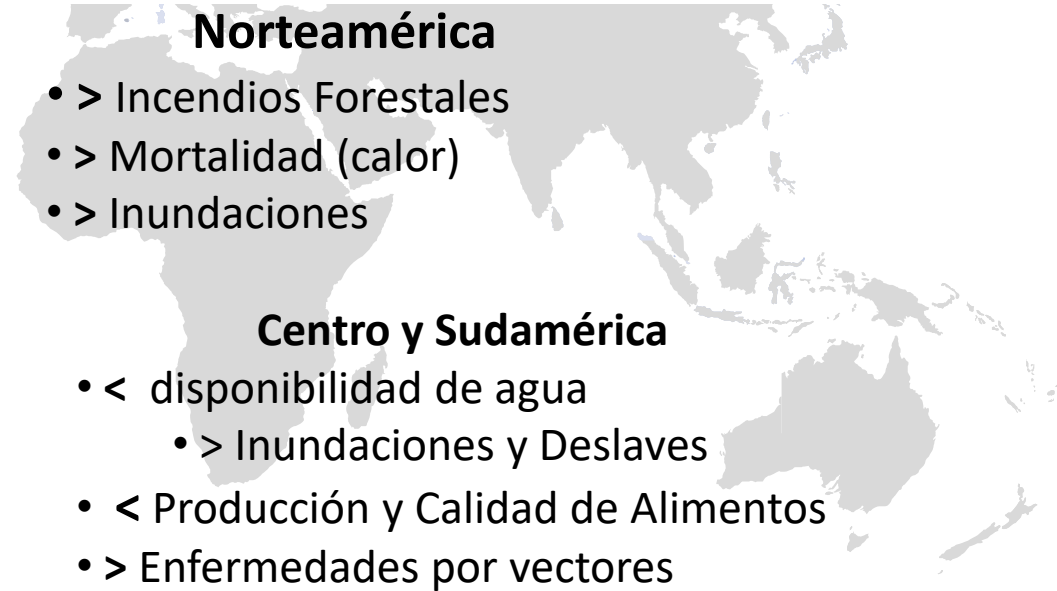 Norteamérica
• > Incendios Forestales
• > Mortalidad (calor)
• > Inundaciones
Centro y Sudamérica
• < disponibilidad de agua
• > Inundaciones y Deslaves
• < Producción y Calidad de Alimentos
• > Enfermedades por vectores